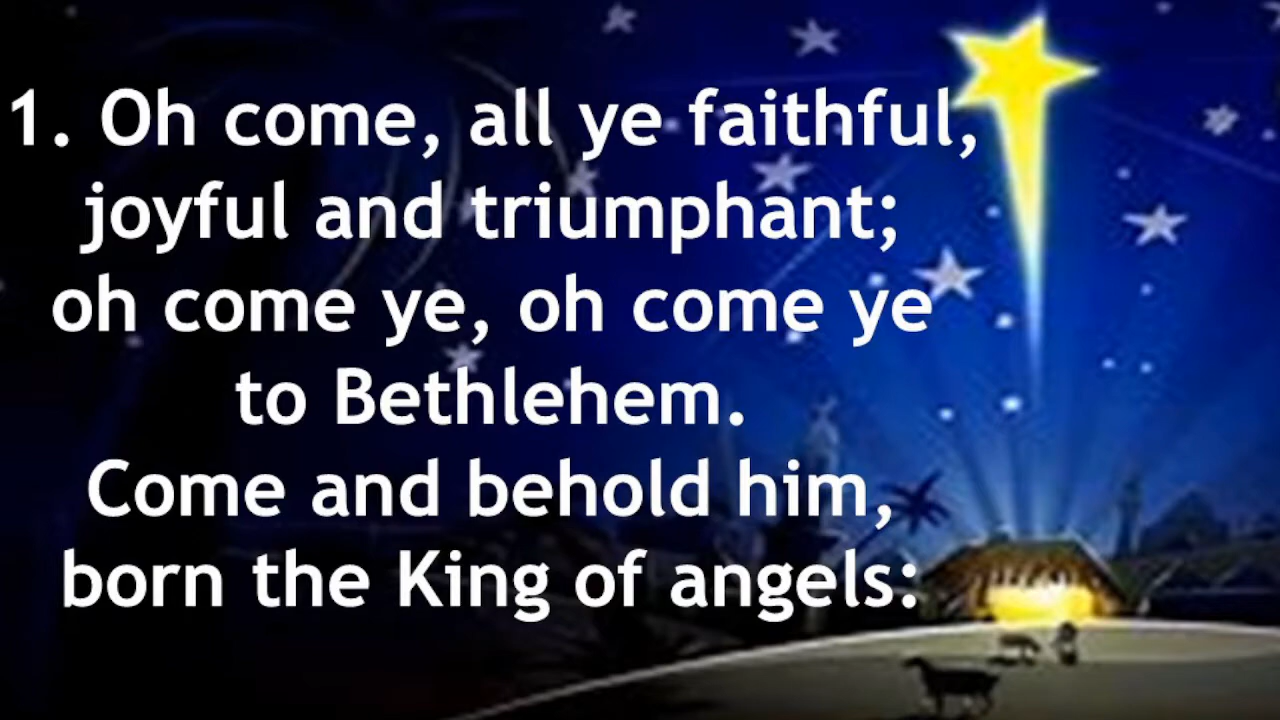 1. Oh come, all ye faithful,
joyful and triumphant;
oh come ye, oh come ye
to Bethlehem.
Come and behold him,
born the King of angels: